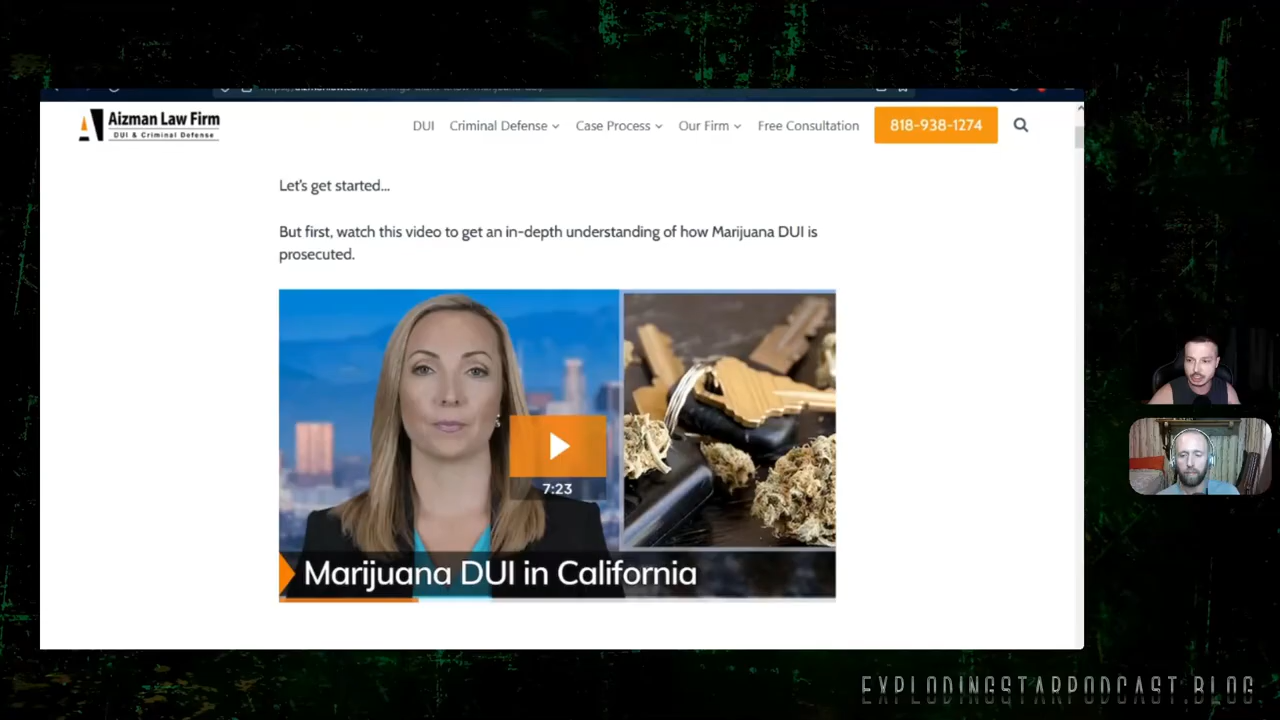 Aizman Law Firm
DUI & Criminal Defense
DUI Criminal Defense Case Process Our Firm Free Consultation 818-938-1274
Let's get started...
But first, watch this video to get an in-depth understanding of how Marijuana DUI is
prosecuted.
7:23
Marijuana DUI in California
EXPLODINGSTARPODCAST.BLOG